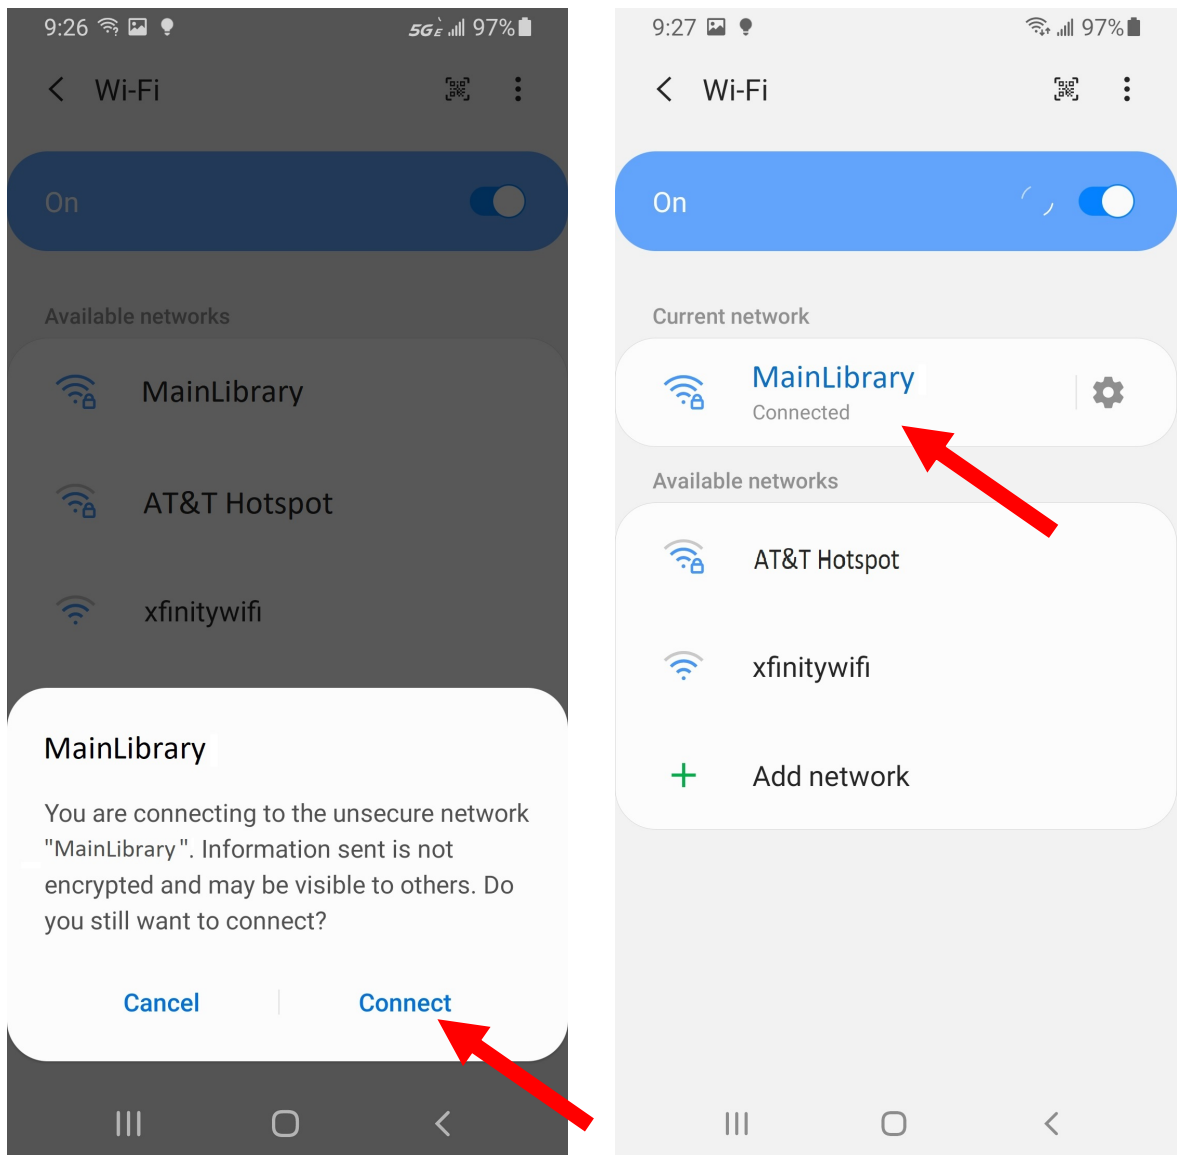 9:26
5GE 97%
Wi-Fi
On
Available networks
MainLibrary
AT&T Hotspot
xfinitywifi
MainLibrary
You are connecting to the unsecure network
"MainLibrary". Information sent is not
encrypted and may be visible to others. Do
you still want to connect?
Cancel
Connect
9:27
97%
Wi-Fi
On
Current network
MainLibrary
Connected
Available networks
AT&T Hotspot
xfinitywifi
Add network